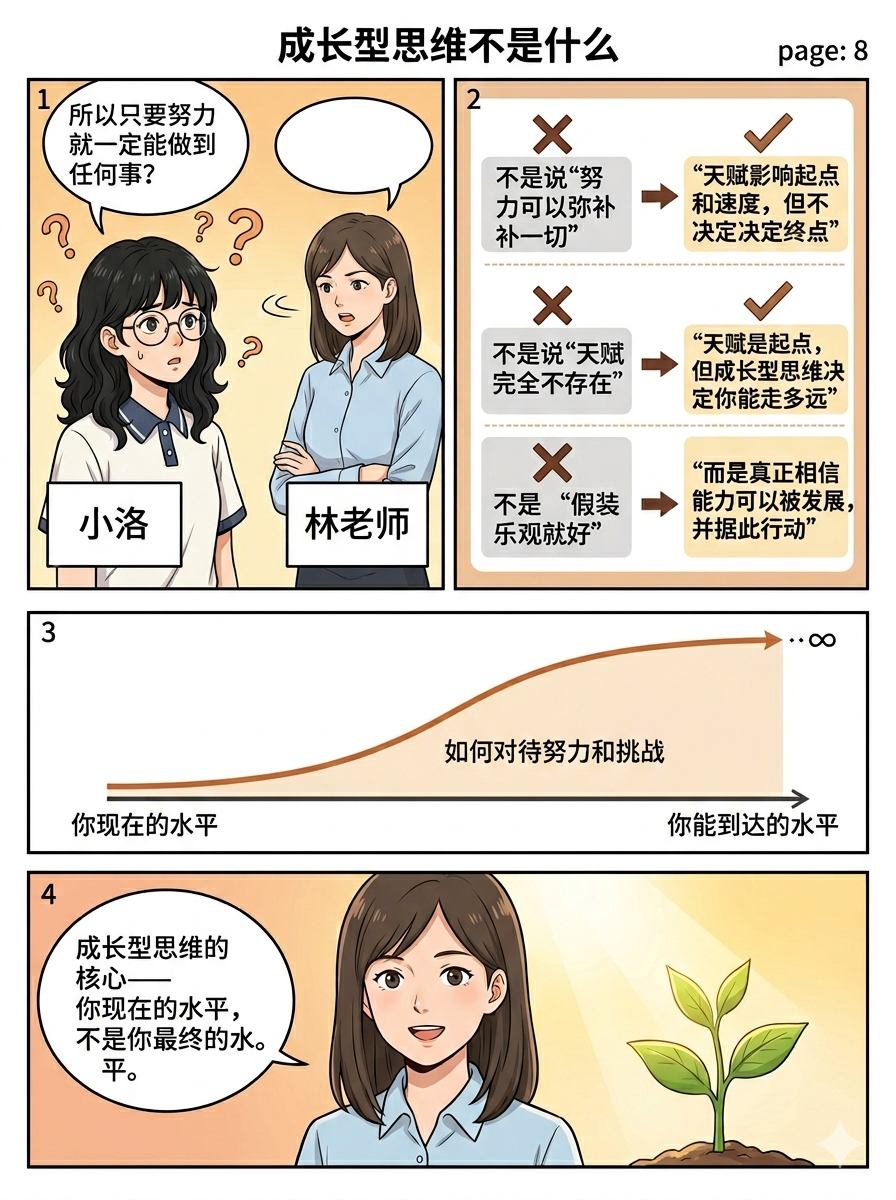 成长型思维不是什么
page: 8
1
所以只要努力
就一定能做到
任何事？
小洛
林老师
2
不是说“努
力可以弥补
补一切”
“天赋影响起点
和速度，但不
决定决定终点”
不是说“天赋
完全不存在”
“天赋是起点，
但成长型思维决
定你能走多远”
不是 “假装
乐观就好”
“而是真正相信
能力可以被发展，
并据此行动”
3
··∞
如何对待努力和挑战
你现在的水平
你能到达的水平
4
成长型思维的
核心——
你现在的水平，
不是你最终的水。
平。